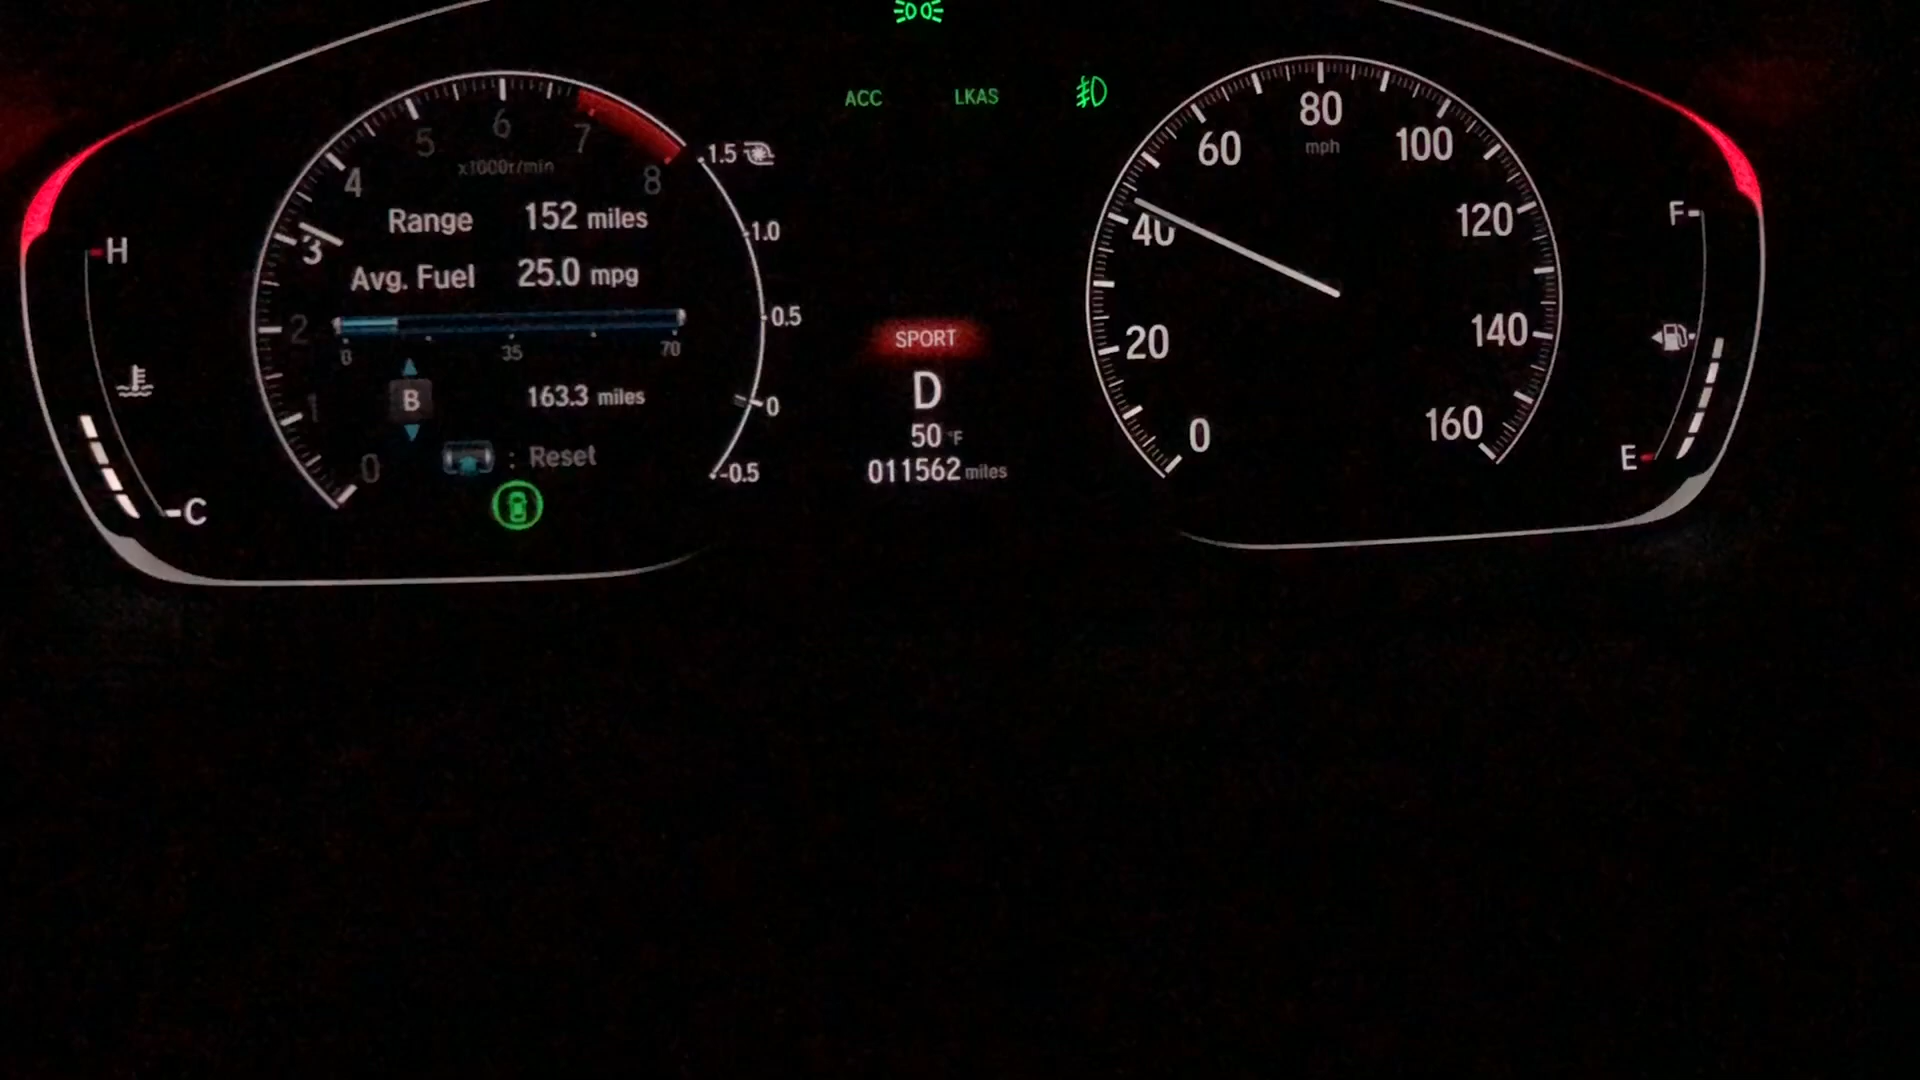 ACC LKAS
8
7
6
5
4
3
2
1
0
x1000r/min
Range 152 miles
Avg. Fuel 25.0 mpg
0 35 70
B 163.3 miles
: Reset
1.5
1.0
0.5
0
-0.5
H
C
SPORT
D
50 °F
011562 miles
0
20
40
60
80
100
120
140
160
mph
F
E